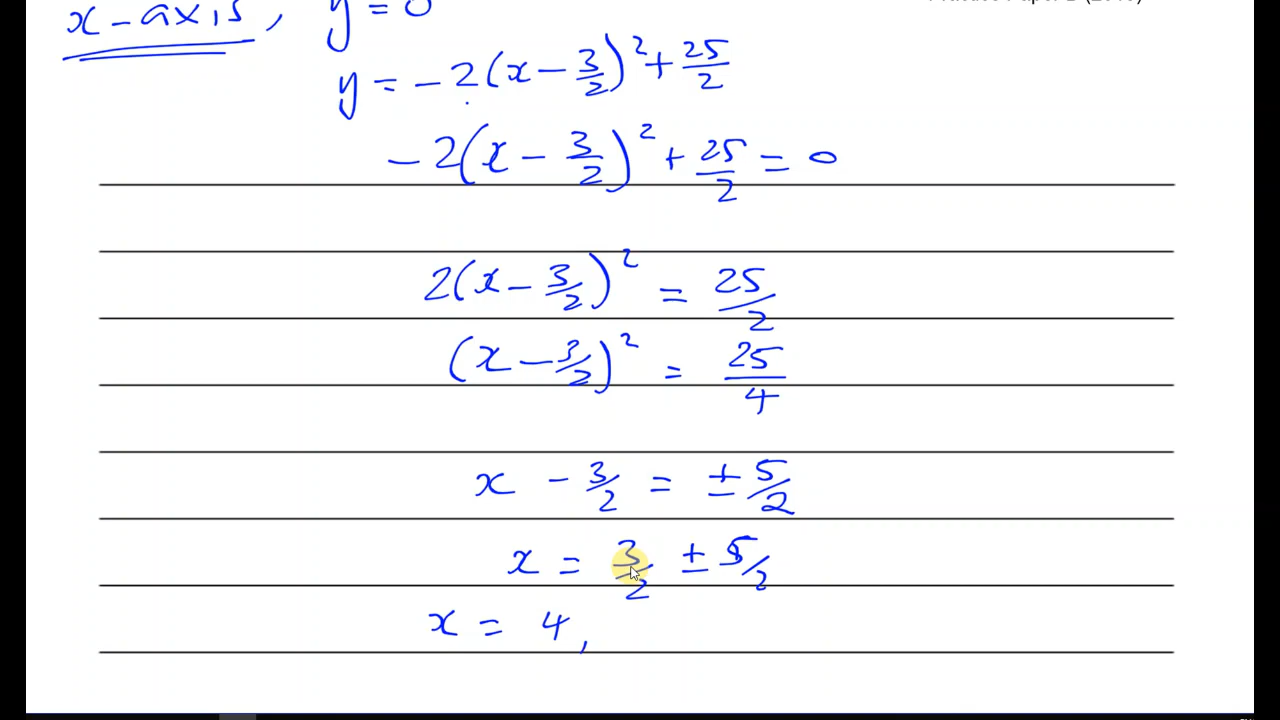 x-axis, y = 0
y = -2(x - 3/2)² + 25/2
-2(x - 3/2)² + 25/2 = 0
2(x - 3/2)² = 25/2
(x - 3/2)² = 25/4
x - 3/2 = ± 5/2
x = 3/2 ± 5/2
x = 4,